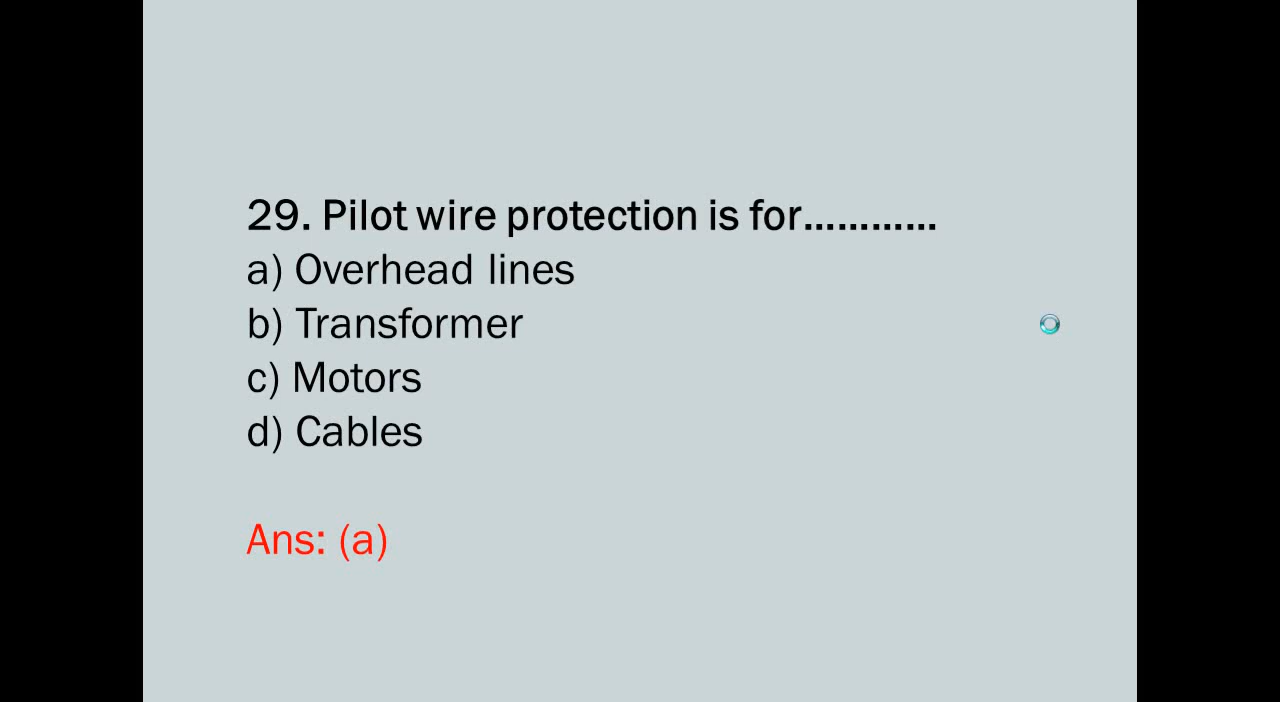 29. Pilot wire protection is for............
a) Overhead lines
b) Transformer
c) Motors
d) Cables
Ans: (a)